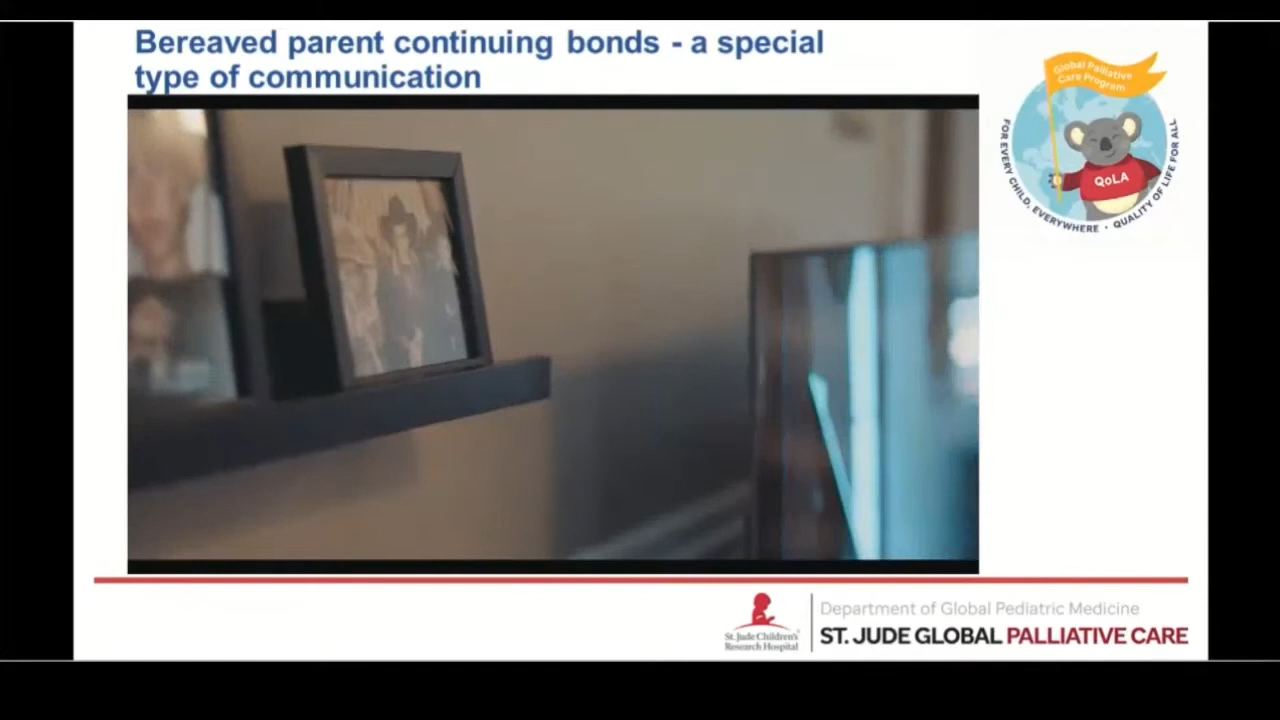 Bereaved parent continuing bonds - a special
type of communication
Global Palliative
Care Program
QoLA
FOR EVERY CHILD, EVERYWHERE • QUALITY OF LIFE FOR ALL
St. Jude Children's
Research Hospital
Department of Global Pediatric Medicine
ST. JUDE GLOBAL PALLIATIVE CARE